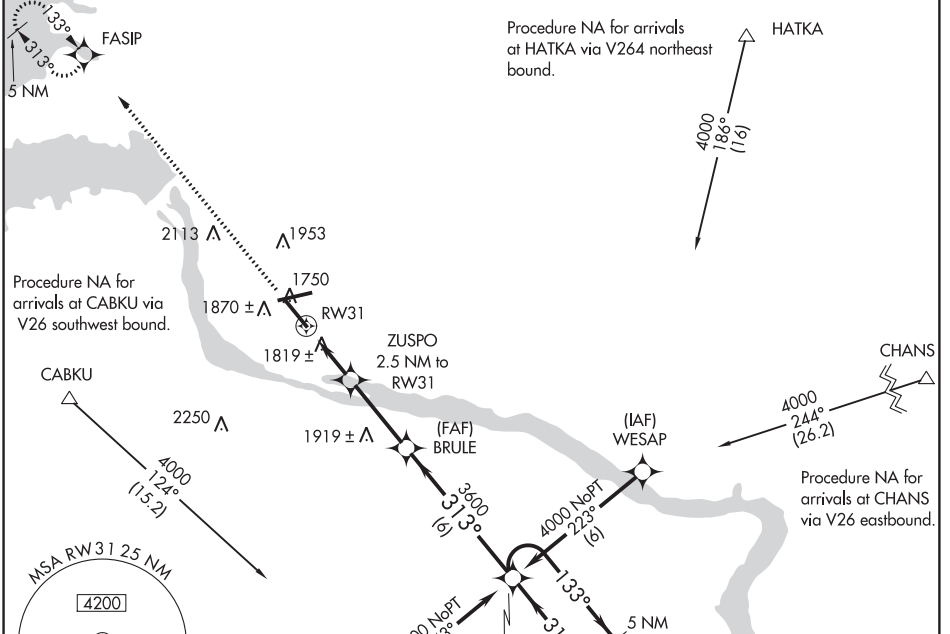 133°
313°
FASIP
5 NM
Procedure NA for arrivals
at HATKA via V264 northeast
bound.
HATKA
4000
186°
(16)
2113
1953
1750
1870 ±
RW31
Procedure NA for
arrivals at CABKU via
V26 southwest bound.
1819 ±
ZUSPO
2.5 NM to
RW31
CABKU
CHANS
4000
244°
(26.2)
2250
1919 ±
(FAF)
BRULE
(IAF)
WESAP
4000
124°
(15.2)
3600
313°
(6)
4000 NoPT
223°
(6)
Procedure NA for
arrivals at CHANS
via V26 eastbound.
MSA RW31 25 NM
4200
133°
NoPT
5 NM